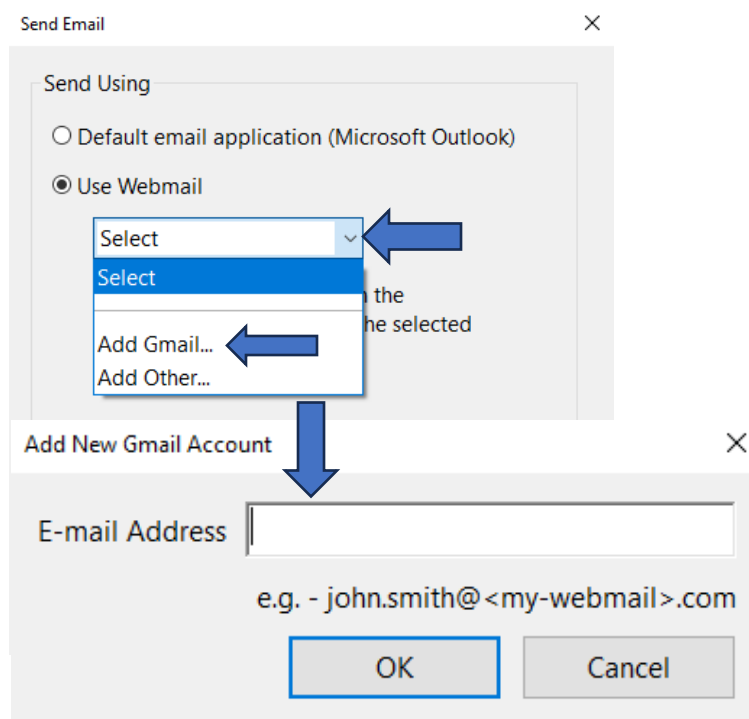 Send Email
Send Using
Default email application (Microsoft Outlook)
Use Webmail
Select
Select
the
he selected
Add Gmail...
Add Other...
Add New Gmail Account
E-mail Address
e.g. - john.smith@<my-webmail>.com
OK Cancel